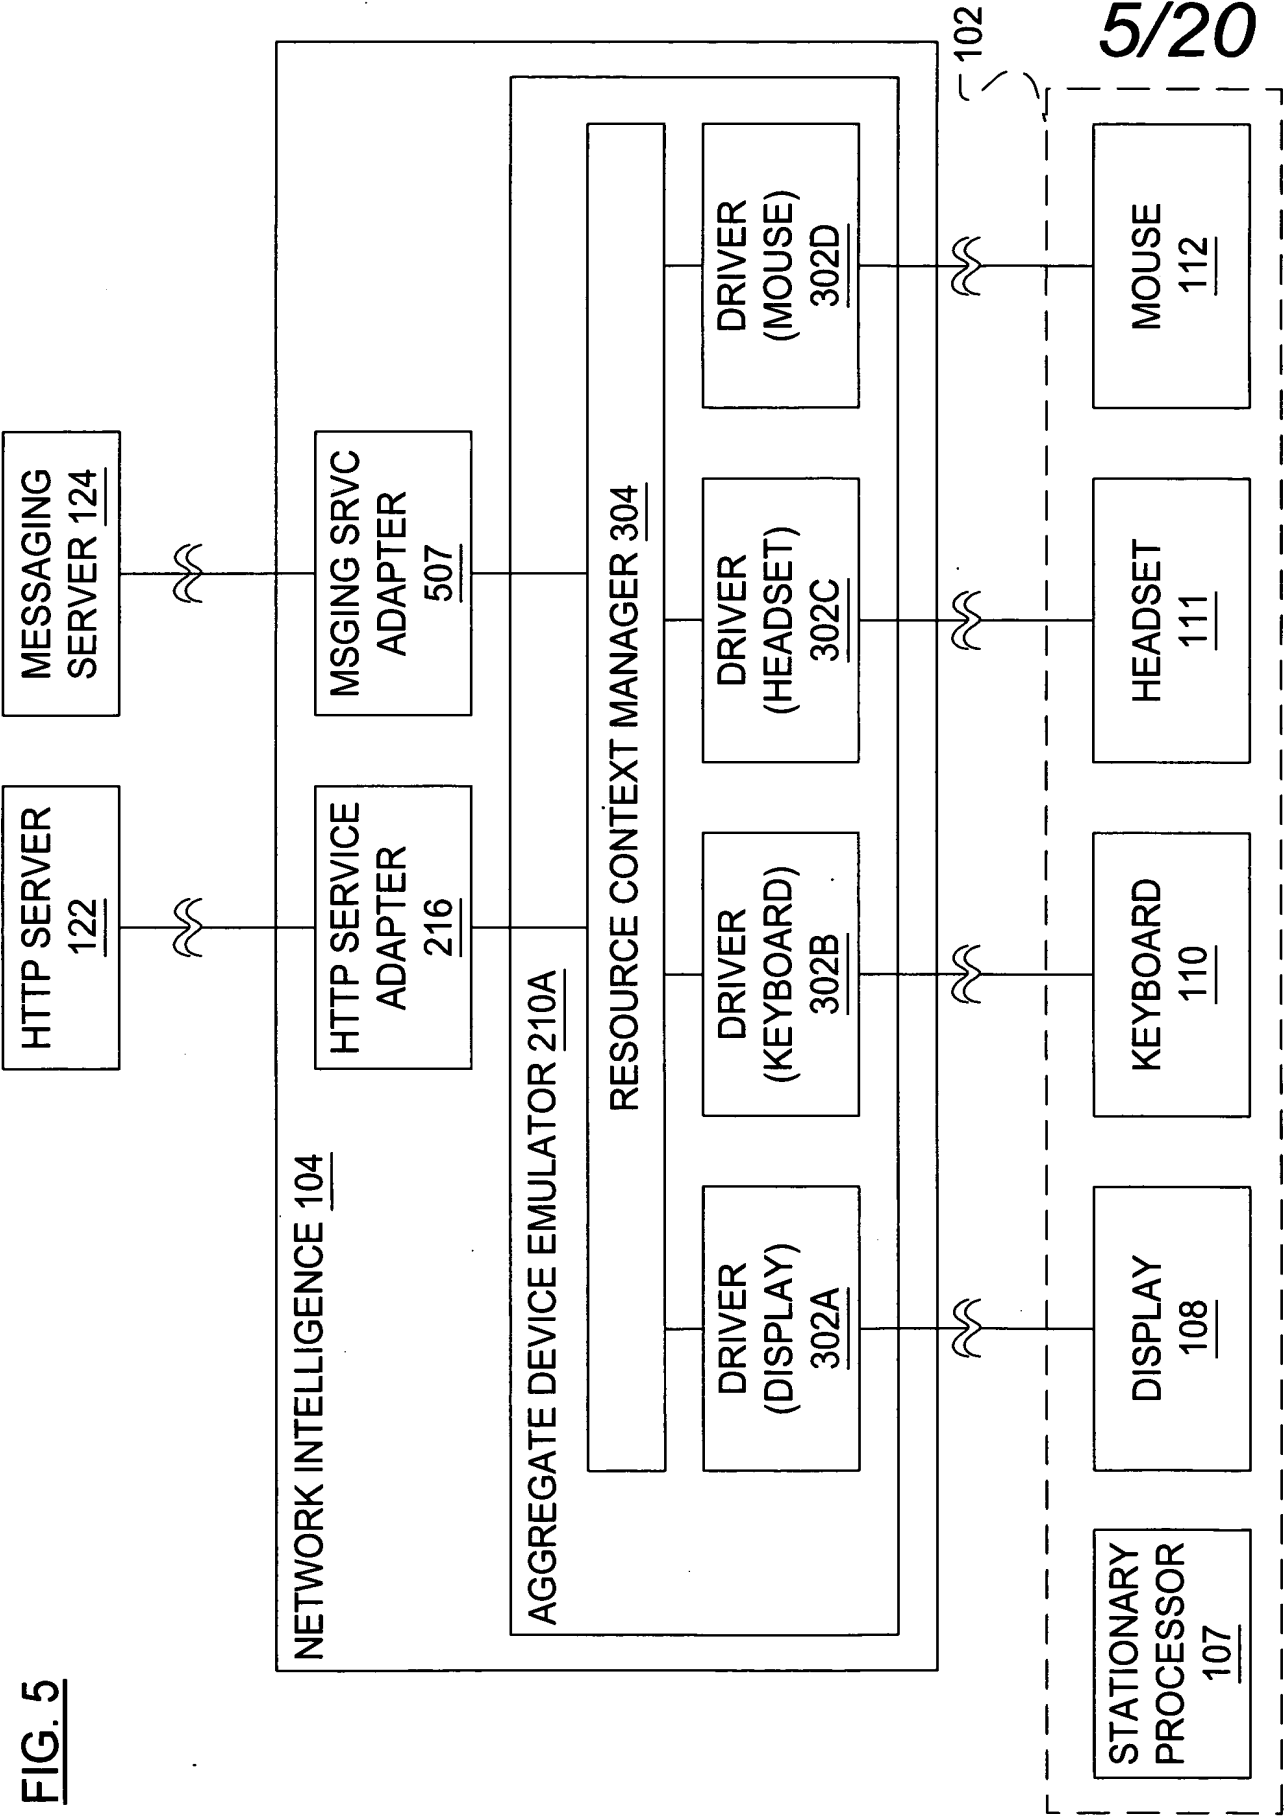 5/20
FIG. 5
HTTP SERVER
122
MESSAGING
SERVER 124
NETWORK INTELLIGENCE 104
HTTP SERVICE
ADAPTER
216
MSGING SRVC
ADAPTER
507
AGGREGATE DEVICE EMULATOR 210A
RESOURCE CONTEXT MANAGER 304
DRIVER
(DISPLAY)
302A
DRIVER
(KEYBOARD)
302B
DRIVER
(HEADSET)
302C
DRIVER
(MOUSE)
302D
102
STATIONARY
PROCESSOR
107
DISPLAY
108
KEYBOARD
110
HEADSET
111
MOUSE
112